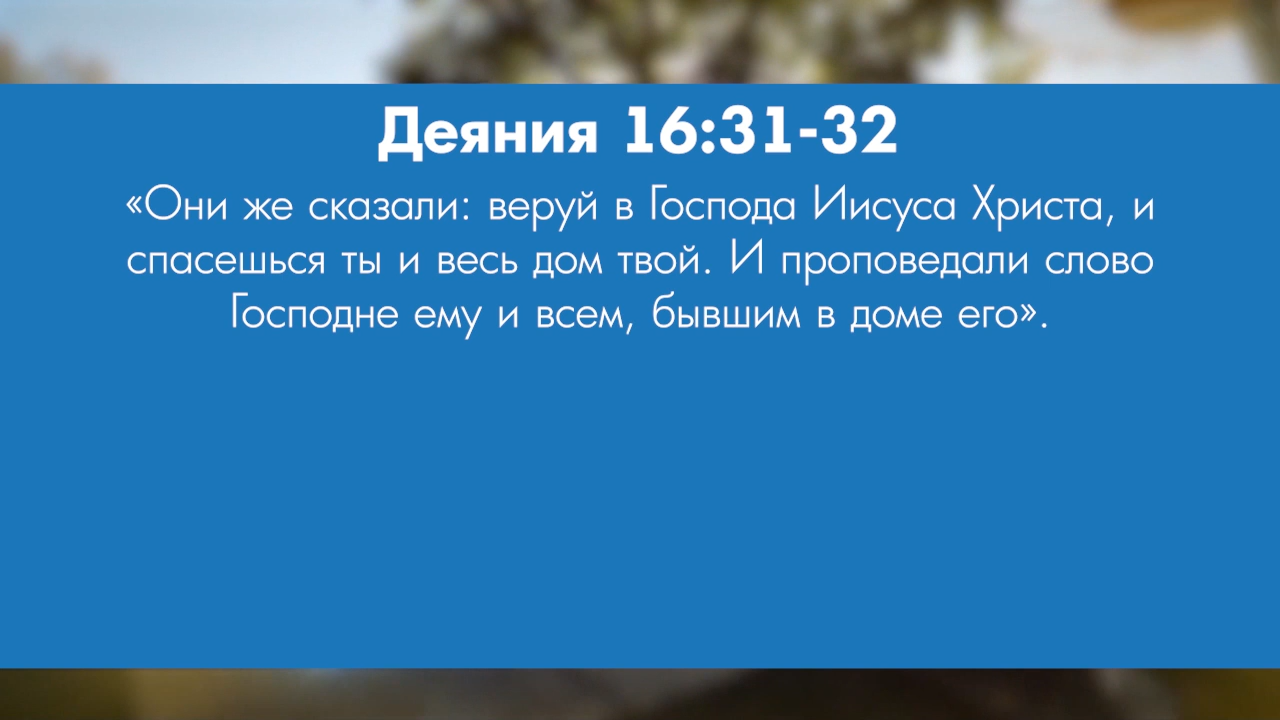 Деяния 16:31-32
«Они же сказали: веруй в Господа Иисуса Христа, и
спасешься ты и весь дом твой. И проповедали слово
Господне ему и всем, бывшим в доме его».